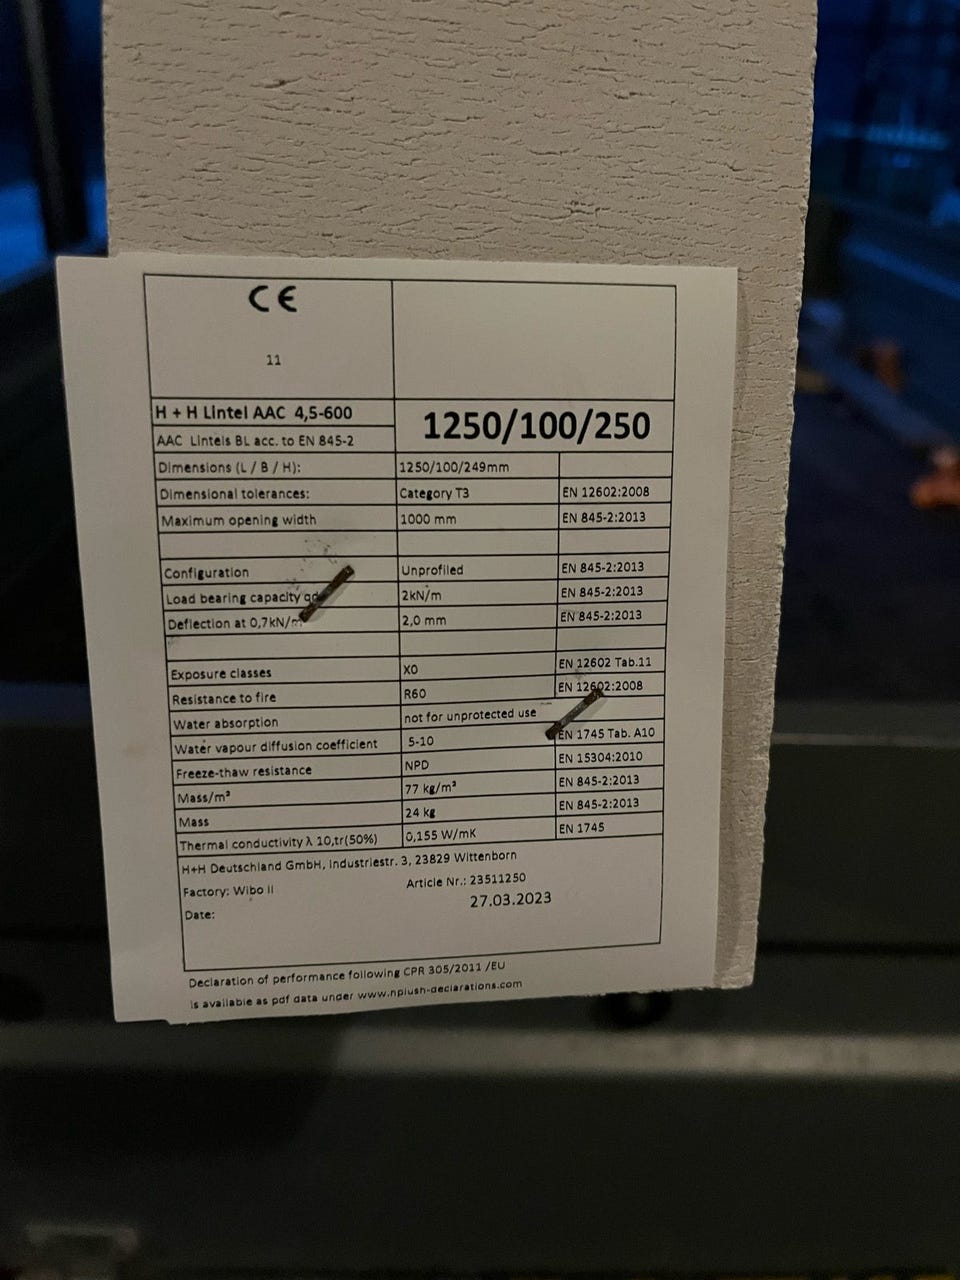 CE
11
H + H Lintel AAC 4,5-600
1250/100/250
AAC Lintels BL acc. to EN 845-2
Dimensions (L / B / H): 1250/100/249mm
Dimensional tolerances: Category T3 EN 12602:2008
Maximum opening width 1000 mm EN 845-2:2013
Configuration Unprofiled EN 845-2:2013
Load bearing capacity 2kN/m EN 845-2:2013
Deflection at 0,7kN/m 2,0 mm EN 845-2:2013
Exposure classes X0 EN 12602 Tab.11
Resistance to fire R60 EN 12602:2008
Water absorption not for unprotected use
Water vapour diffusion coefficient 5-10 EN 1745 Tab. A10
Freeze-thaw resistance NPD EN 15304:2010
Mass/m² 77 kg/m² EN 845-2:2013
Mass 24 kg EN 845-2:2013
Thermal conductivity λ 10,tr(50%) 0,155 W/mK EN 1745
H+H Deutschland GmbH, Industriestr. 3, 23829 Wittenborn
Factory: Wibo II Article Nr.: 23511250
Date: 27.03.2023
Declaration of performance following CPR 305/2011 /EU
is available as pdf data under www.hplush-declarations.com